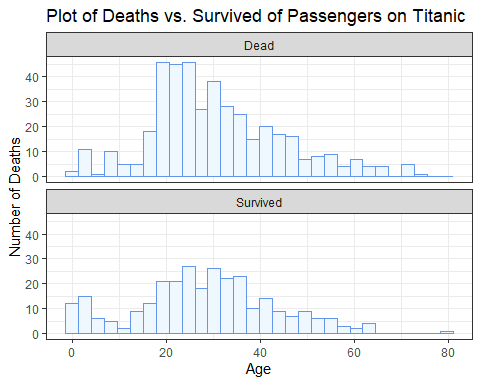 Plot of Deaths vs. Survived of Passengers on Titanic
Dead
40
30
20
10
0
Number of Deaths
Survived
40
30
20
10
0
0 20 40 60 80
Age